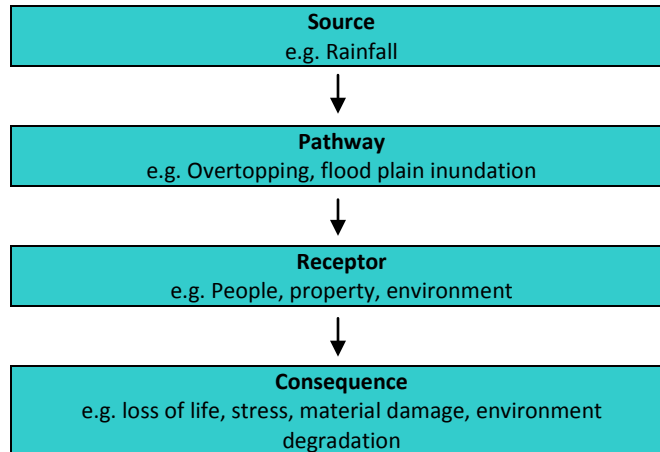 Source
e.g. Rainfall
Pathway
e.g. Overtopping, flood plain inundation
Receptor
e.g. People, property, environment
Consequence
e.g. loss of life, stress, material damage, environment
degradation